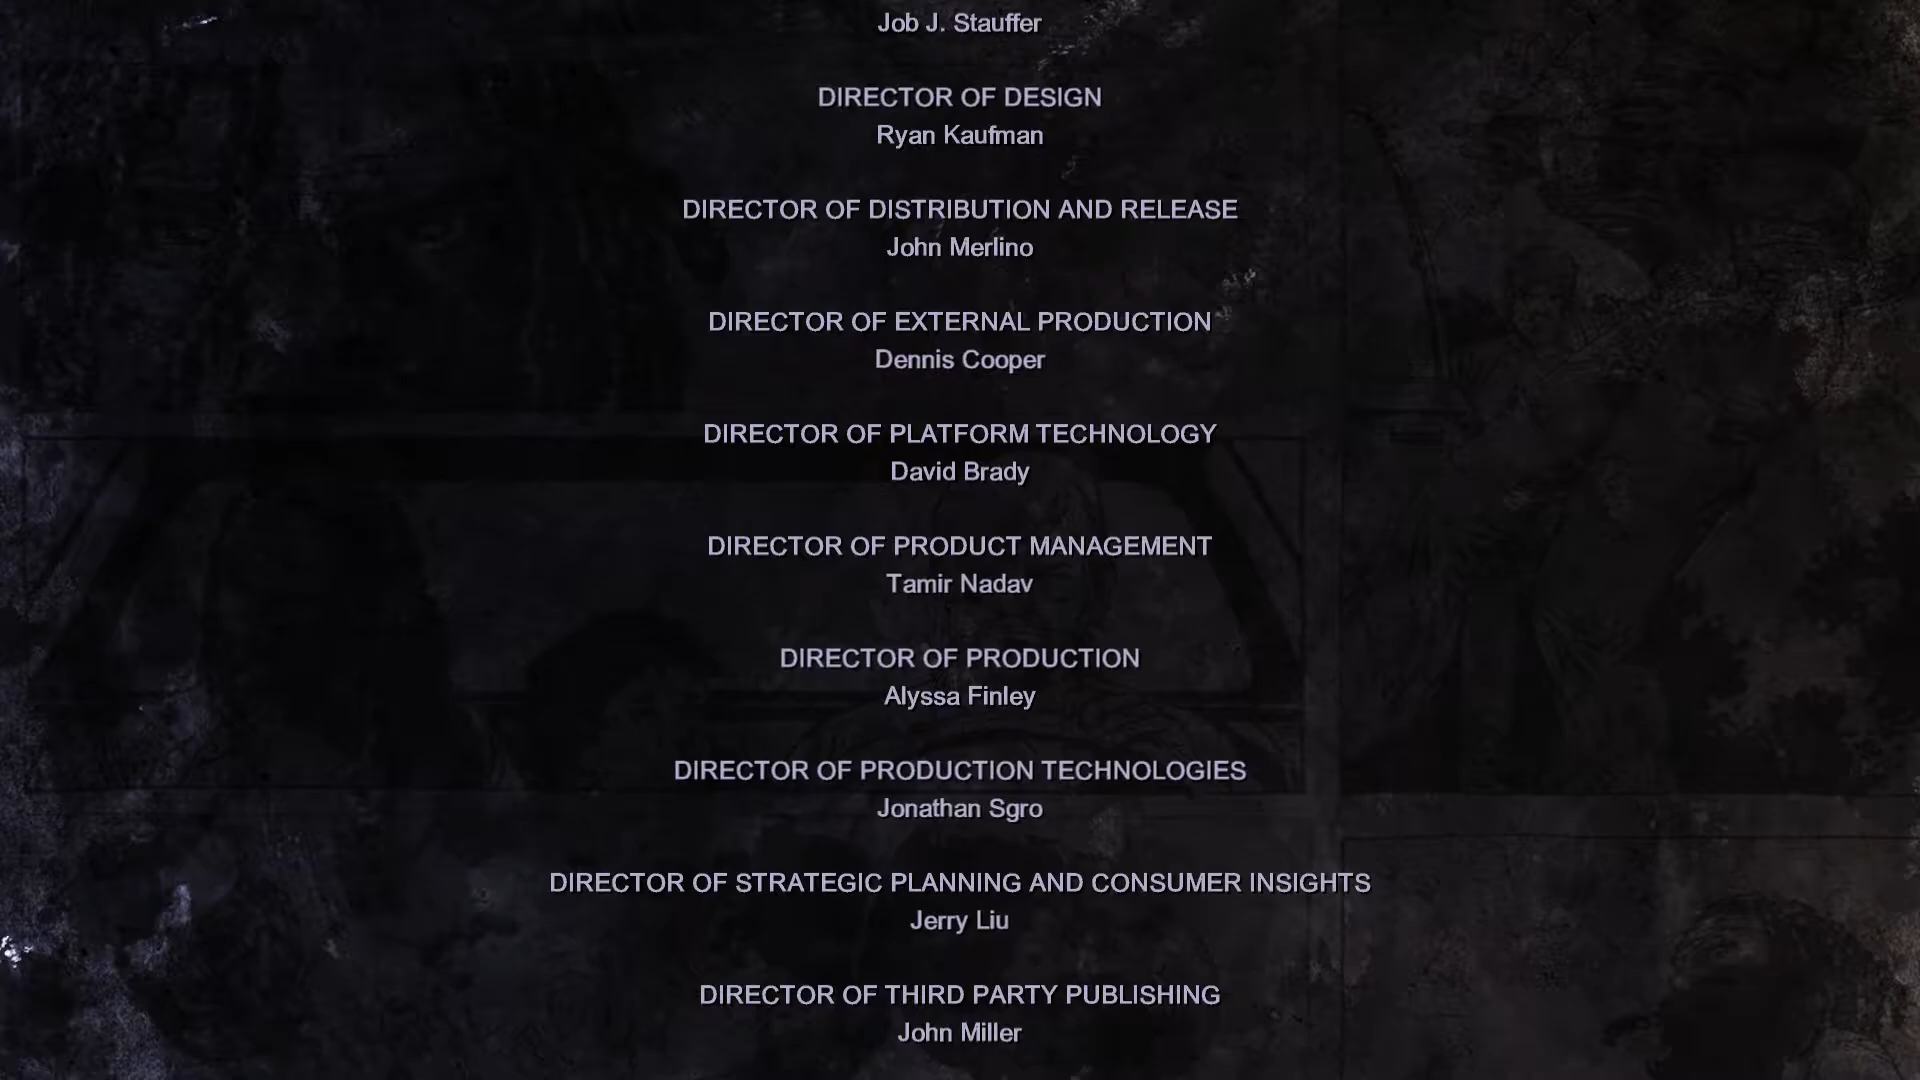 Job J. Stauffer
DIRECTOR OF DESIGN
Ryan Kaufman
DIRECTOR OF DISTRIBUTION AND RELEASE
John Merlino
DIRECTOR OF EXTERNAL PRODUCTION
Dennis Cooper
DIRECTOR OF PLATFORM TECHNOLOGY
David Brady
DIRECTOR OF PRODUCT MANAGEMENT
Tamir Nadav
DIRECTOR OF PRODUCTION
Alyssa Finley
DIRECTOR OF PRODUCTION TECHNOLOGIES
Jonathan Sgro
DIRECTOR OF STRATEGIC PLANNING AND CONSUMER INSIGHTS
Jerry Liu
DIRECTOR OF THIRD PARTY PUBLISHING
John Miller